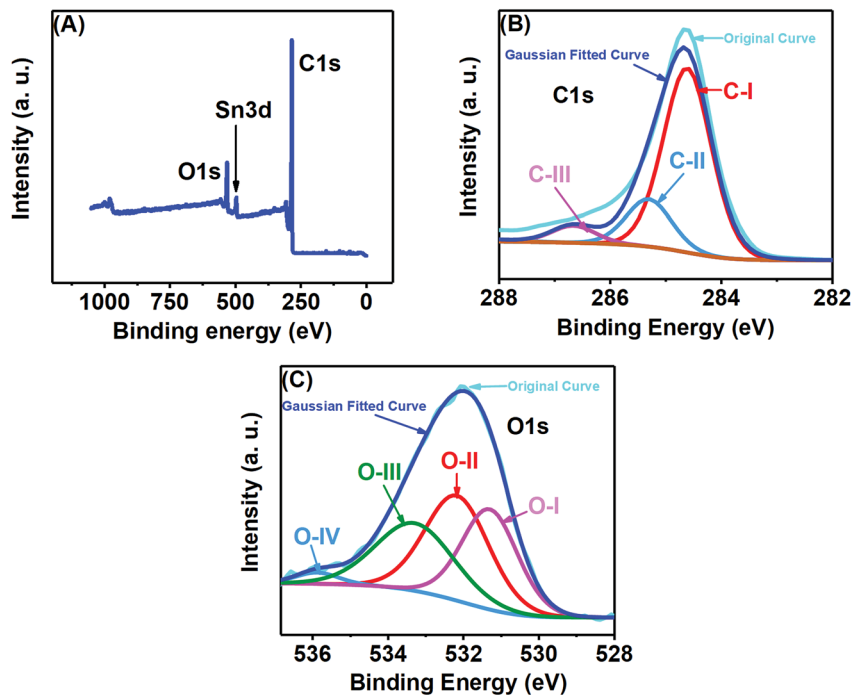 (A)
C1s
Sn3d
O1s
Intensity (a. u.)
1000 750 500 250 0
Binding energy (eV)
(B)
Original Curve
Gaussian Fitted Curve
C1s
C-I
C-II
C-III
Intensity (a. u.)
288 286 284 282
Binding Energy (eV)
(C)
Original Curve
Gaussian Fitted Curve
O1s
O-II
O-III
O-I
O-IV
Intensity (a. u.)
536 534 532 530 528
Binding Energy (eV)